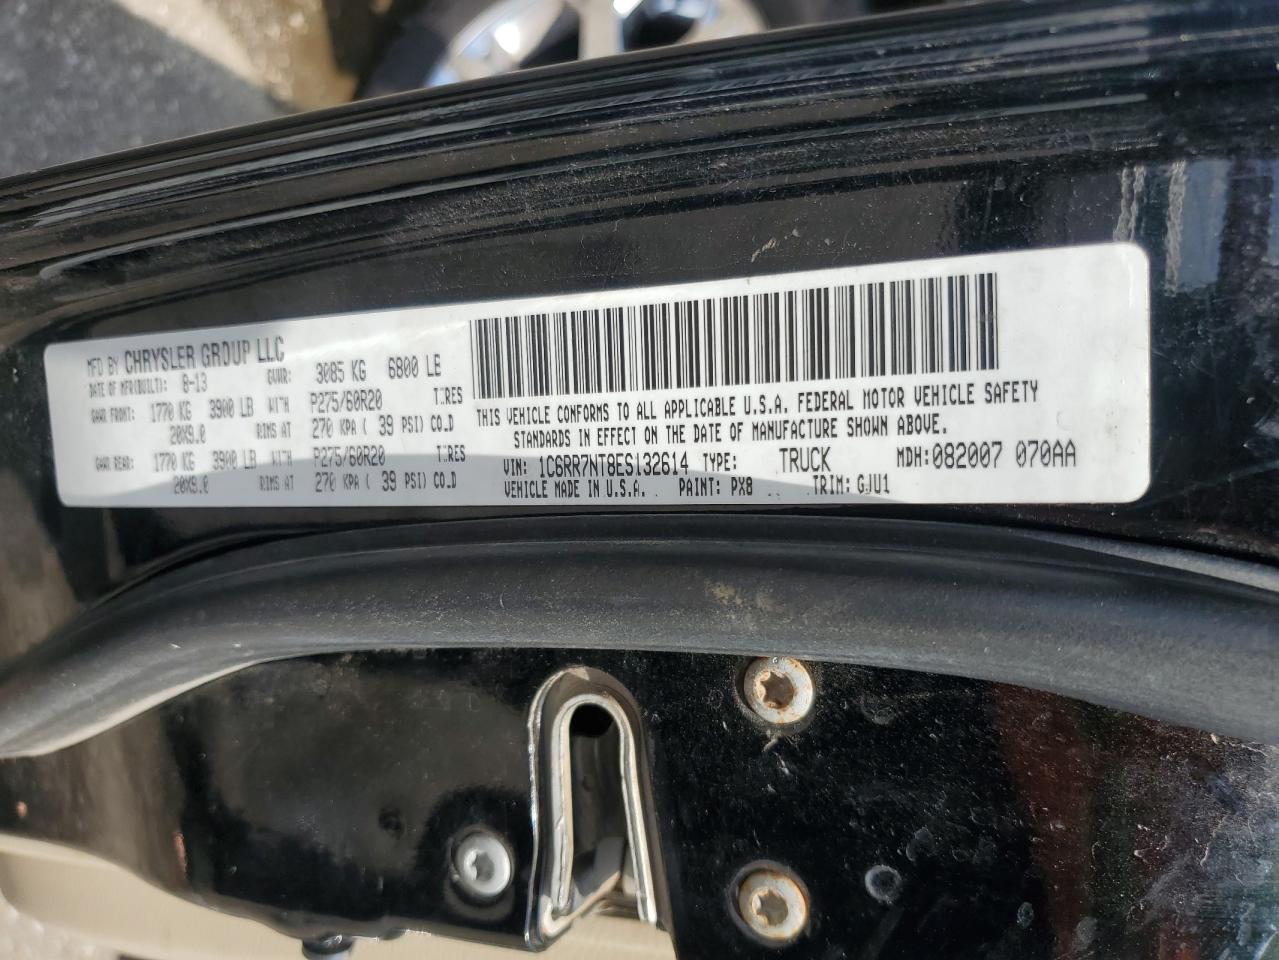 MFD BY CHRYSLER GROUP LLC
DATE OF MFR(BUILT): 8-13 GVWR: 3085 KG 6800 LB
GAWR FRONT: 1770 KG 3900 LB WITH P275/60R20 TIRES
20X9.0 RIMS AT 270 KPA ( 39 PSI) COLD
GAWR REAR: 1770 KG 3900 LB WITH P275/60R20 TIRES
20X9.0 RIMS AT 270 KPA ( 39 PSI) COLD
THIS VEHICLE CONFORMS TO ALL APPLICABLE U.S.A. FEDERAL MOTOR VEHICLE SAFETY
STANDARDS IN EFFECT ON THE DATE OF MANUFACTURE SHOWN ABOVE.
VIN: 1C6RR7NT8ES132614 TYPE: TRUCK MDH:082007 070AA
VEHICLE MADE IN U.S.A. PAINT: PX8 TRIM: GJU1